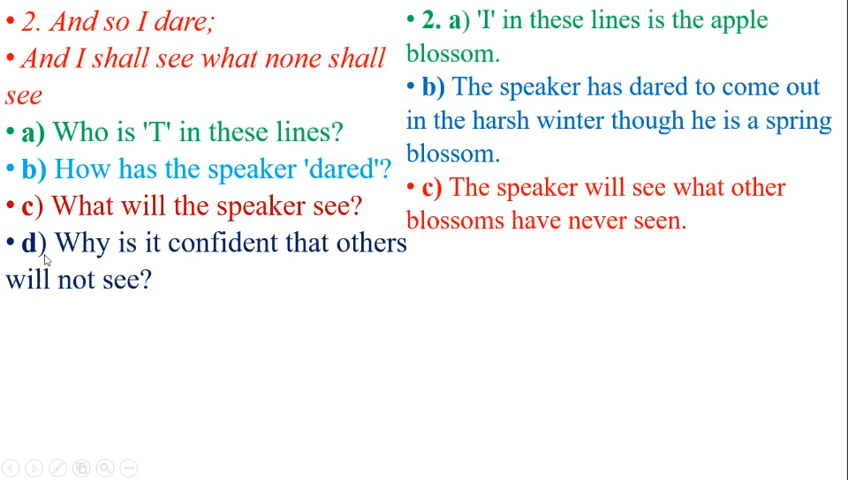 • 2. And so I dare;
• And I shall see what none shall
see
• a) Who is 'T' in these lines?
• b) How has the speaker 'dared'?
• c) What will the speaker see?
• d) Why is it confident that others
will not see?
• 2. a) 'I' in these lines is the apple
blossom.
• b) The speaker has dared to come out
in the harsh winter though he is a spring
blossom.
• c) The speaker will see what other
blossoms have never seen.